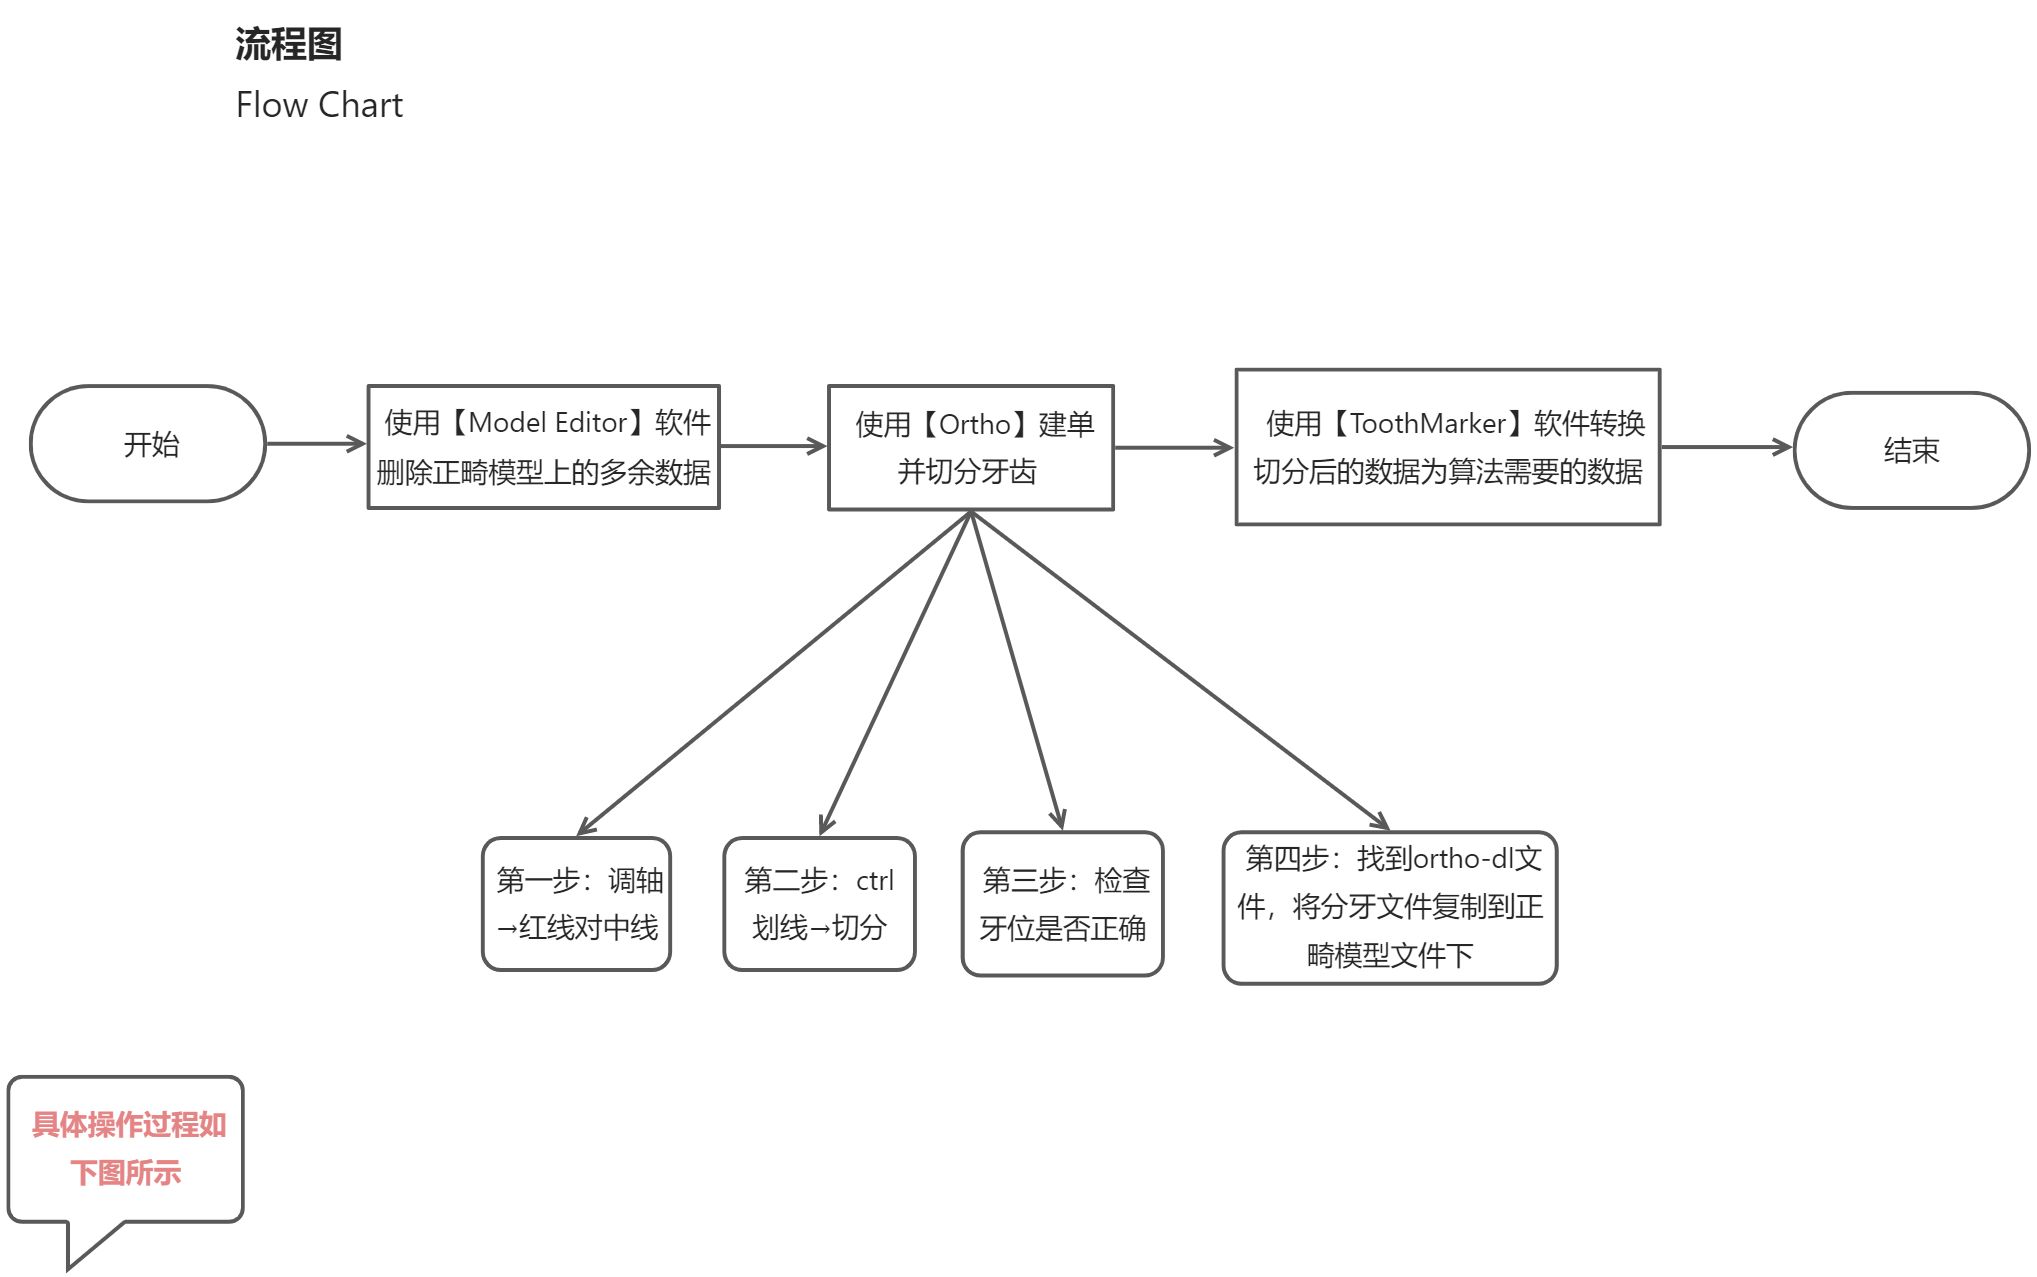 流程图
Flow Chart
开始
使用【Model Editor】软件
删除正畸模型上的多余数据
使用【Ortho】建单
并切分牙齿
使用【ToothMarker】软件转换
切分后的数据为算法需要的数据
结束
第一步：调轴
→红线对中线
第二步：ctrl
划线→切分
第三步：检查
牙位是否正确
第四步：找到ortho-dl文
件，将分牙文件复制到正
畸模型文件下
具体操作过程如
下图所示